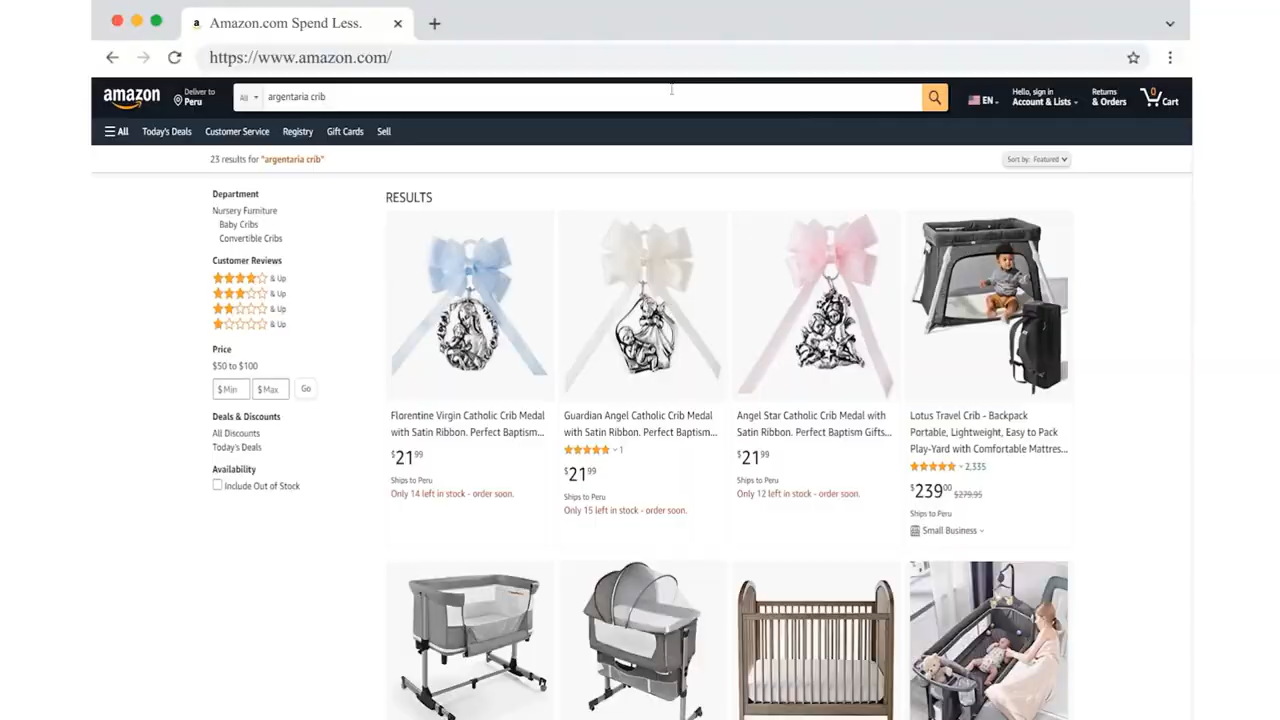 Amazon.com Spend Less.
https://www.amazon.com/
amazon
Deliver to
Peru
All
argentaria crib
EN
Hello, sign in
Account & Lists
Returns
& Orders
0
Cart
All
Today's Deals
Customer Service
Registry
Gift Cards
Sell
23 results for "argentaria crib"
Sort by: Featured
Department
Nursery Furniture
Baby Cribs
Convertible Cribs
Customer Reviews
& Up
& Up
& Up
& Up
Price
$50 to $100
$ Min
$ Max
Go
Deals & Discounts
All Discounts
Today's Deals
Availability
Include Out of Stock
RESULTS
Florentine Virgin Catholic Crib Medal
with Satin Ribbon. Perfect Baptism...
$21 99
Ships to Peru
Only 14 left in stock - order soon.
Guardian Angel Catholic Crib Medal
with Satin Ribbon. Perfect Baptism...
1
$21 99
Ships to Peru
Only 15 left in stock - order soon.
Angel Star Catholic Crib Medal with
Satin Ribbon. Perfect Baptism Gifts...
$21 99
Ships to Peru
Only 12 left in stock - order soon.
Lotus Travel Crib - Backpack
Portable, Lightweight, Easy to Pack
Play-Yard with Comfortable Mattres...
2,335
$239 00 $279.95
Ships to Peru
Small Business